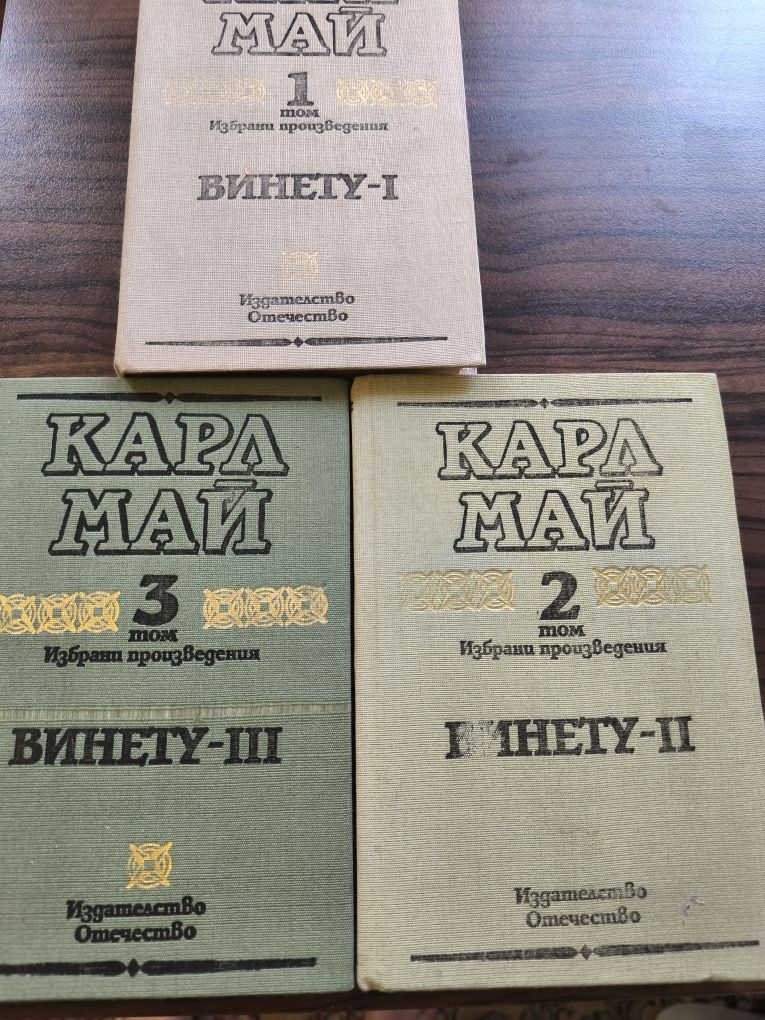 МАЙ
1
том
Избрани произведения
ВИНЕТУ-I
Издателство
Отечество
КАРЛ
МАЙ
3
том
Избрани произведения
ВИНЕТУ-III
Издателство
Отечество
КАРЛ
МАЙ
2
том
Избрани произведения
ВИНЕТУ-II
Издателство
Отечество